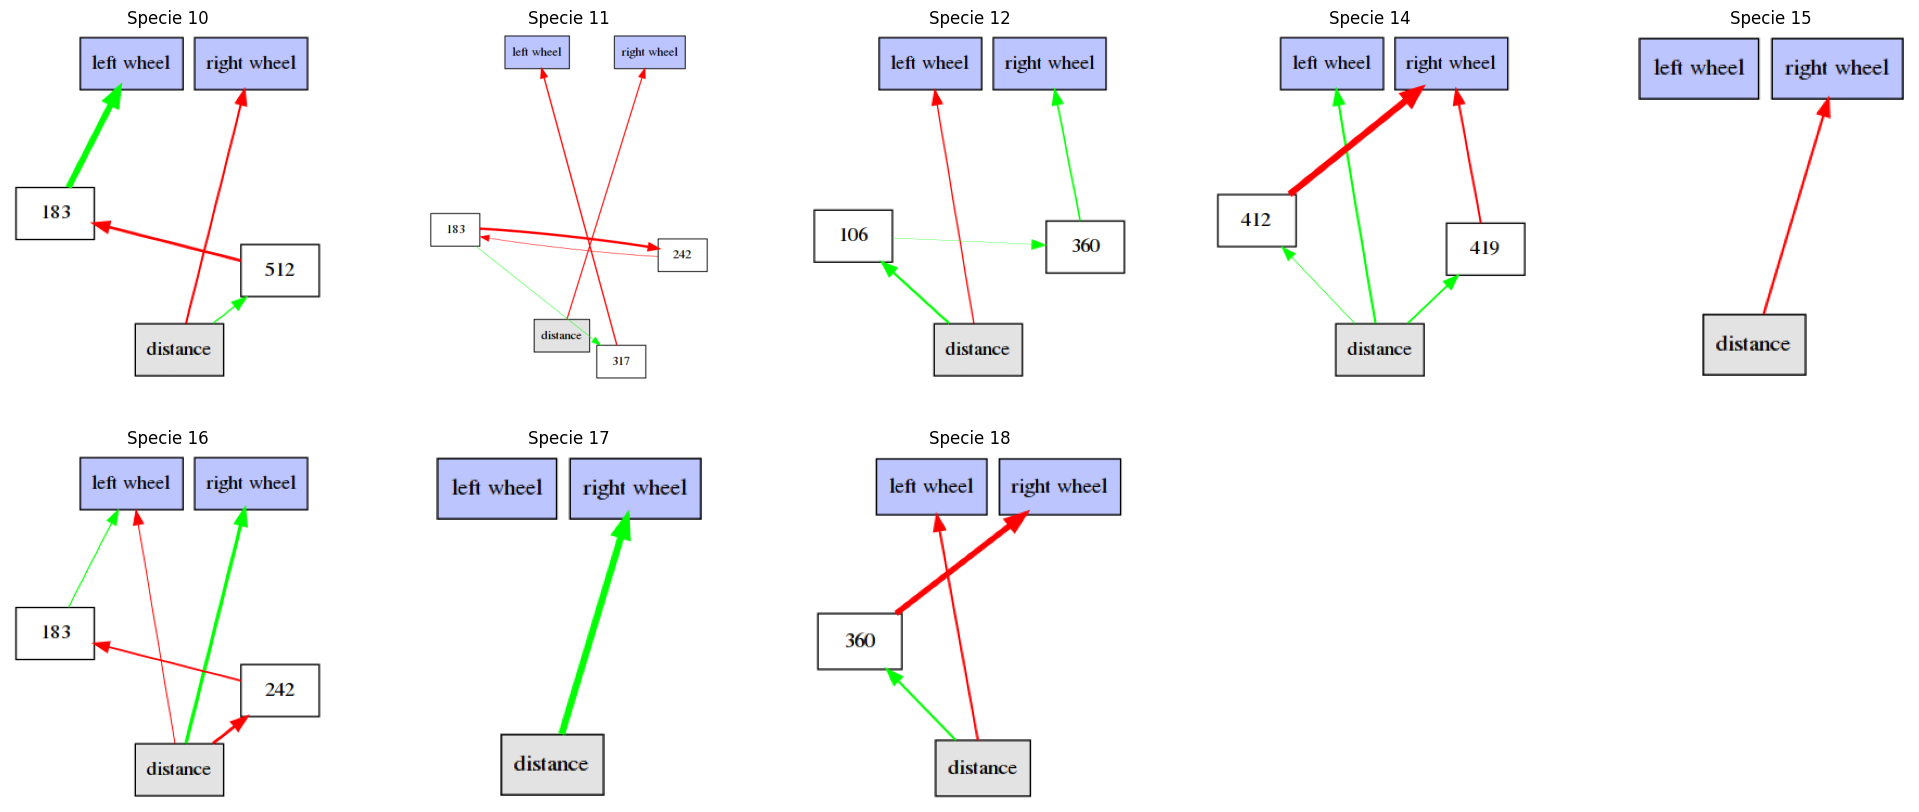 Specie 10
left wheel
right wheel
183
512
distance
Specie 11
left wheel
right wheel
183
242
distance
317
Specie 12
left wheel
right wheel
106
360
distance
Specie 14
left wheel
right wheel
412
419
distance
Specie 15
left wheel
right wheel
distance
Specie 16
left wheel
right wheel
183
242
distance
Specie 17
left wheel
right wheel
distance
Specie 18
left wheel
right wheel
360
distance